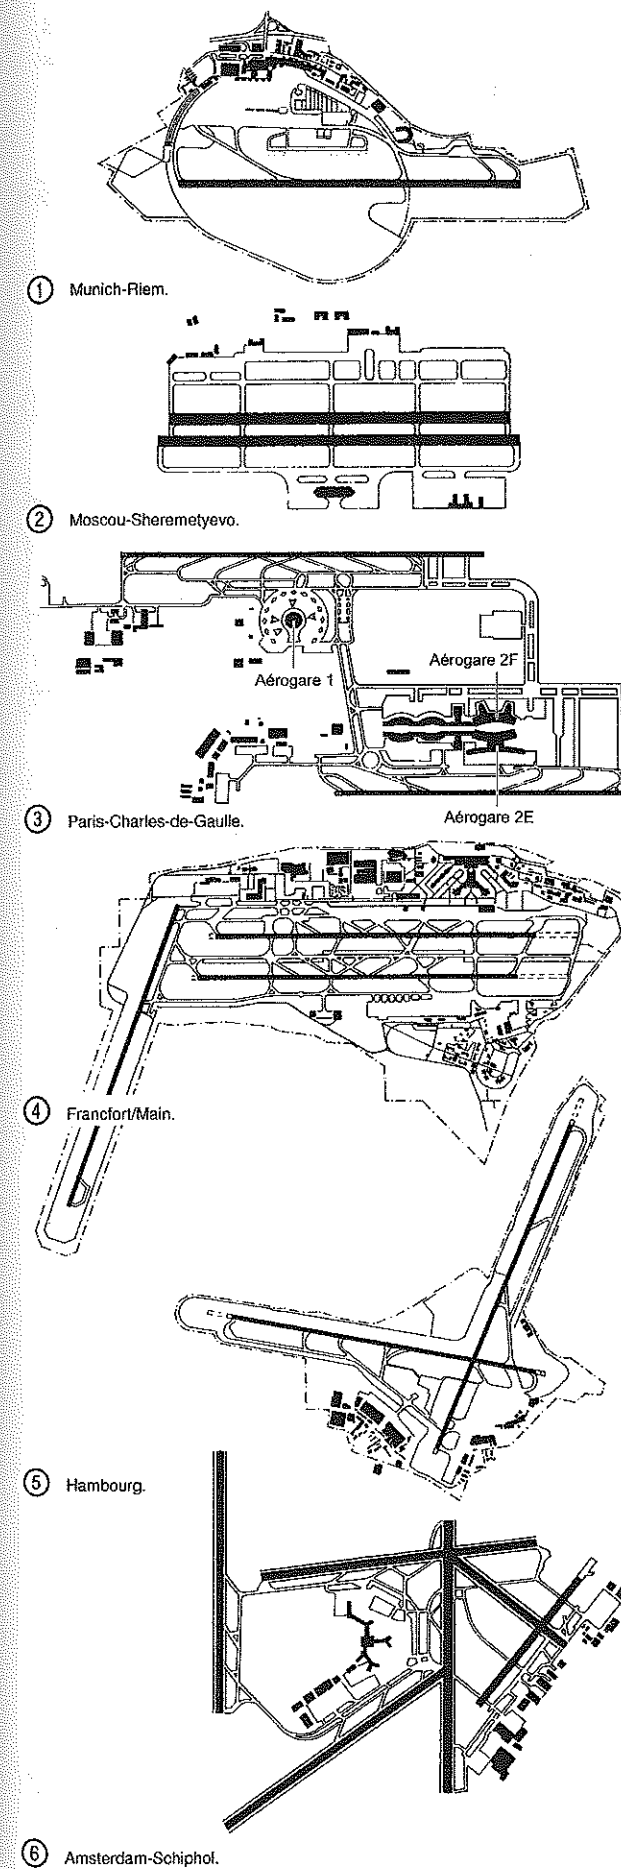 ① Munich-Riem.
② Moscou-Sheremetyevo.
Aérogare 1
Aérogare 2F
Aérogare 2E
③ Paris-Charles-de-Gaulle.
④ Francfort/Main.
⑤ Hambourg.
⑥ Amsterdam-Schiphol.